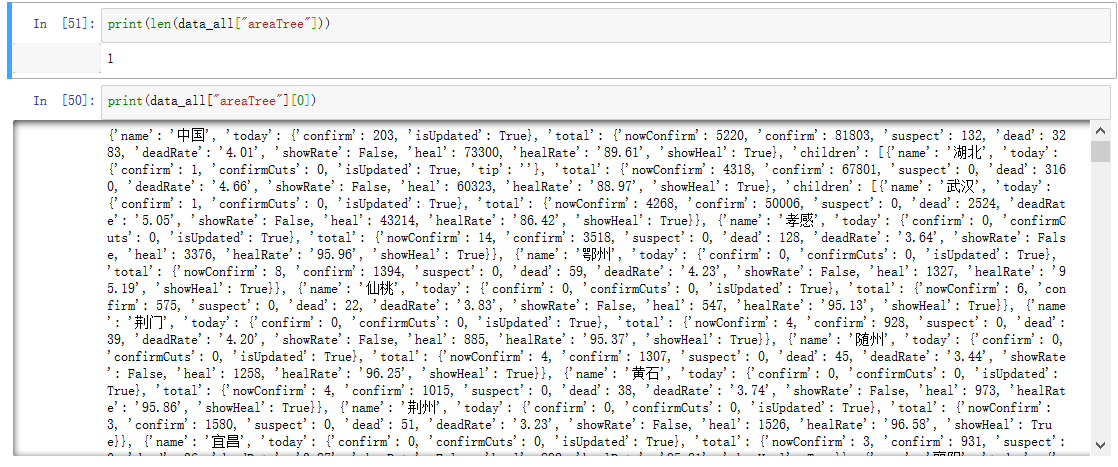 In [51]: print(len(data_all["areaTree"]))
1
In [50]: print(data_all["areaTree"][0])
{'name': '中国', 'today': {'confirm': 203, 'isUpdated': True}, 'total': {'nowConfirm': 5220, 'confirm': 81803, 'suspect': 132, 'dead': 32
83, 'deadRate': '4.01', 'showRate': False, 'heal': 73300, 'healRate': '89.61', 'showHeal': True}, 'children': [{'name': '湖北', 'today':
{'confirm': 1, 'confirmCuts': 0, 'isUpdated': True, 'tip': ''}, 'total': {'nowConfirm': 4318, 'confirm': 67801, 'suspect': 0, 'dead': 316
0, 'deadRate': '4.66', 'showRate': False, 'heal': 60323, 'healRate': '88.97', 'showHeal': True}, 'children': [{'name': '武汉', 'today':
{'confirm': 1, 'confirmCuts': 0, 'isUpdated': True}, 'total': {'nowConfirm': 4268, 'confirm': 50006, 'suspect': 0, 'dead': 2524, 'deadRat
e': '5.05', 'showRate': False, 'heal': 43214, 'healRate': '86.42', 'showHeal': True}}, {'name': '孝感', 'today': {'confirm': 0, 'confirmC
uts': 0, 'isUpdated': True}, 'total': {'nowConfirm': 14, 'confirm': 3518, 'suspect': 0, 'dead': 128, 'deadRate': '3.64', 'showRate': Fals
e, 'heal': 3376, 'healRate': '95.96', 'showHeal': True}}, {'name': '鄂州', 'today': {'confirm': 0, 'confirmCuts': 0, 'isUpdated': True},
'total': {'nowConfirm': 8, 'confirm': 1394, 'suspect': 0, 'dead': 59, 'deadRate': '4.23', 'showRate': False, 'heal': 1327, 'healRate': '9
5.19', 'showHeal': True}}, {'name': '仙桃', 'today': {'confirm': 0, 'confirmCuts': 0, 'isUpdated': True}, 'total': {'nowConfirm': 6, 'con
firm': 575, 'suspect': 0, 'dead': 22, 'deadRate': '3.83', 'showRate': False, 'heal': 547, 'healRate': '95.13', 'showHeal': True}}, {'name
': '荆门', 'today': {'confirm': 0, 'confirmCuts': 0, 'isUpdated': True}, 'total': {'nowConfirm': 4, 'confirm': 928, 'suspect': 0, 'dead':
39, 'deadRate': '4.20', 'showRate': False, 'heal': 885, 'healRate': '95.37', 'showHeal': True}}, {'name': '随州', 'today': {'confirm': 0,
'confirmCuts': 0, 'isUpdated': True}, 'total': {'nowConfirm': 4, 'confirm': 1307, 'suspect': 0, 'dead': 45, 'deadRate': '3.44', 'showRate
': False, 'heal': 1258, 'healRate': '96.25', 'showHeal': True}}, {'name': '黄石', 'today': {'confirm': 0, 'confirmCuts': 0, 'isUpdated':
True}, 'total': {'nowConfirm': 4, 'confirm': 1015, 'suspect': 0, 'dead': 38, 'deadRate': '3.74', 'showRate': False, 'heal': 973, 'healRat
e': '95.86', 'showHeal': True}}, {'name': '荆州', 'today': {'confirm': 0, 'confirmCuts': 0, 'isUpdated': True}, 'total': {'nowConfirm':
3, 'confirm': 1580, 'suspect': 0, 'dead': 51, 'deadRate': '3.23', 'showRate': False, 'heal': 1526, 'healRate': '96.58', 'showHeal': Tru
e}}, {'name': '宜昌', 'today': {'confirm': 0, 'confirmCuts': 0, 'isUpdated': True}, 'total': {'nowConfirm': 3, 'confirm': 931, 'suspect':